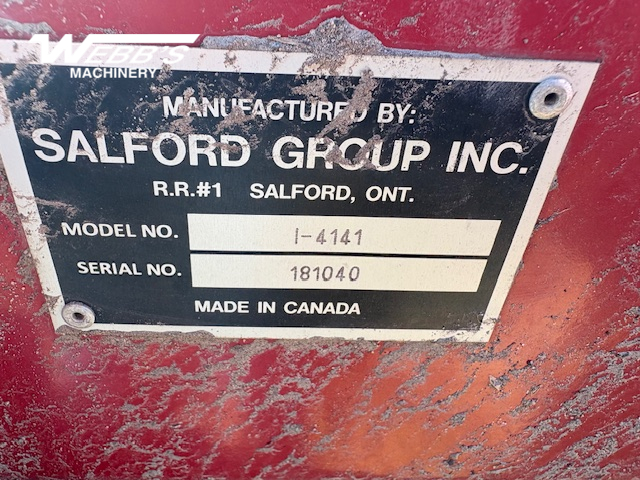 WEBB'S
MACHINERY
MANUFACTURED BY:
SALFORD GROUP INC.
R.R.#1 SALFORD, ONT.
MODEL NO. I-4141
SERIAL NO. 181040
MADE IN CANADA